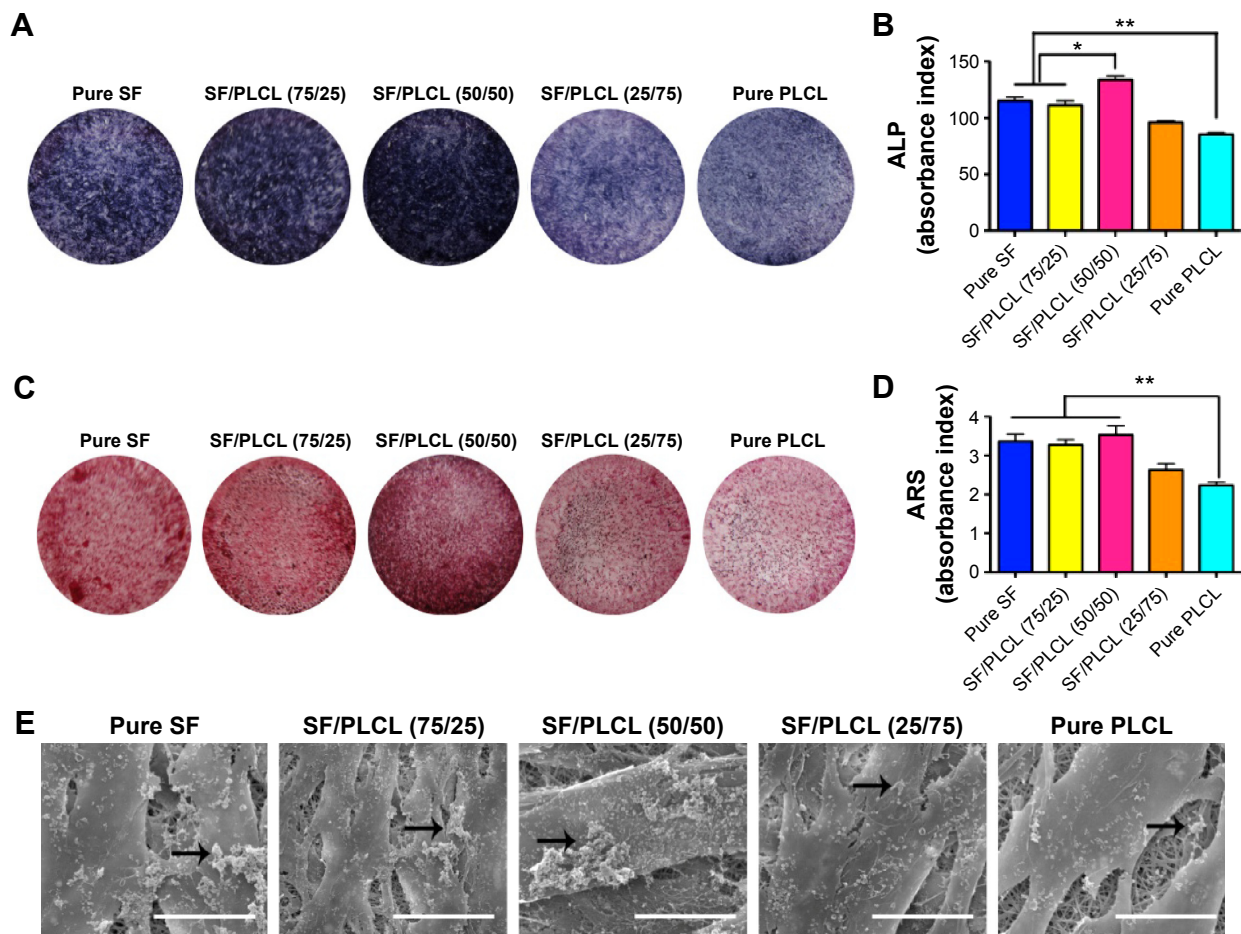 A
Pure SF
SF/PLCL (75/25)
SF/PLCL (50/50)
SF/PLCL (25/75)
Pure PLCL
B
**
*
150
100
50
0
ALP
(absorbance index)
Pure SF
SF/PLCL (75/25)
SF/PLCL (50/50)
SF/PLCL (25/75)
Pure PLCL
C
Pure SF
SF/PLCL (75/25)
SF/PLCL (50/50)
SF/PLCL (25/75)
Pure PLCL
D
**
4
3
2
1
0
ARS
(absorbance index)
Pure SF
SF/PLCL (75/25)
SF/PLCL (50/50)
SF/PLCL (25/75)
Pure PLCL
E
Pure SF
SF/PLCL (75/25)
SF/PLCL (50/50)
SF/PLCL (25/75)
Pure PLCL